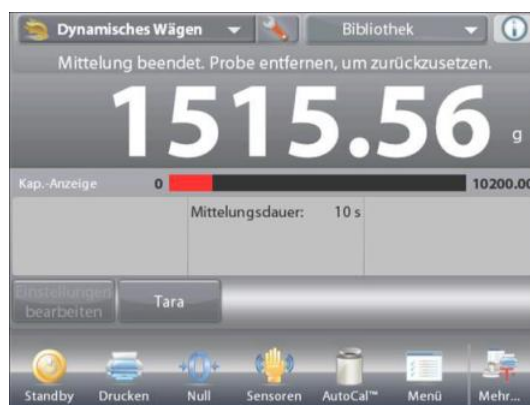 Dynamisches Wägen
Bibliothek
Mittelung beendet. Probe entfernen, um zurückzusetzen.
1515.56 g
Kap.-Anzeige 0 10200.00
Mittelungsdauer: 10 s
Einstellungen bearbeiten
Tara
Standby Drucken Null Sensoren AutoCal™ Menü Mehr...